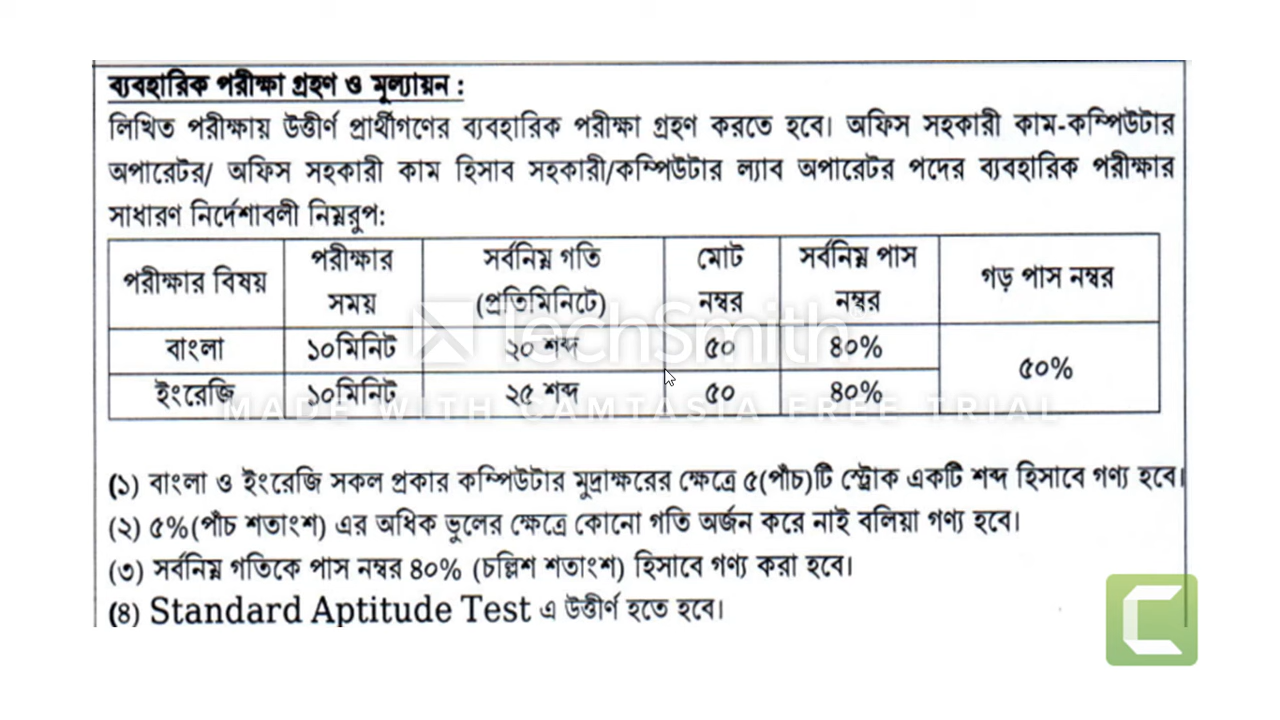 ব্যবহারিক পরীক্ষা গ্রহণ ও মূল্যায়ন :
লিখিত পরীক্ষায় উত্তীর্ণ প্রার্থীগণের ব্যবহারিক পরীক্ষা গ্রহণ করতে হবে। অফিস সহকারী কাম-কম্পিউটার
অপারেটর/ অফিস সহকারী কাম হিসাব সহকারী/কম্পিউটার ল্যাব অপারেটর পদের ব্যবহারিক পরীক্ষার
সাধারণ নির্দেশাবলী নিম্নরুপ:
পরীক্ষার বিষয় পরীক্ষার সময় সর্বনিম্ন গতি (প্রতিমিনিটে) মোট নম্বর সর্বনিম্ন পাস নম্বর গড় পাস নম্বর
বাংলা ১০মিনিট ২০ শব্দ ৫০ ৪০% ৫০%
ইংরেজি ১০মিনিট ২৫ শব্দ ৫০ ৪০%
TechSmith
MADE WITH CAMTASIA FREE TRIAL
(১) বাংলা ও ইংরেজি সকল প্রকার কম্পিউটার মুদ্রাক্ষরের ক্ষেত্রে ৫(পাঁচ)টি স্ট্রোক একটি শব্দ হিসাবে গণ্য হবে।
(২) ৫%(পাঁচ শতাংশ) এর অধিক ভুলের ক্ষেত্রে কোনো গতি অর্জন করে নাই বলিয়া গণ্য হবে।
(৩) সর্বনিম্ন গতিকে পাস নম্বর ৪০% (চল্লিশ শতাংশ) হিসাবে গণ্য করা হবে।
(৪) Standard Aptitude Test এ উত্তীর্ণ হতে হবে।